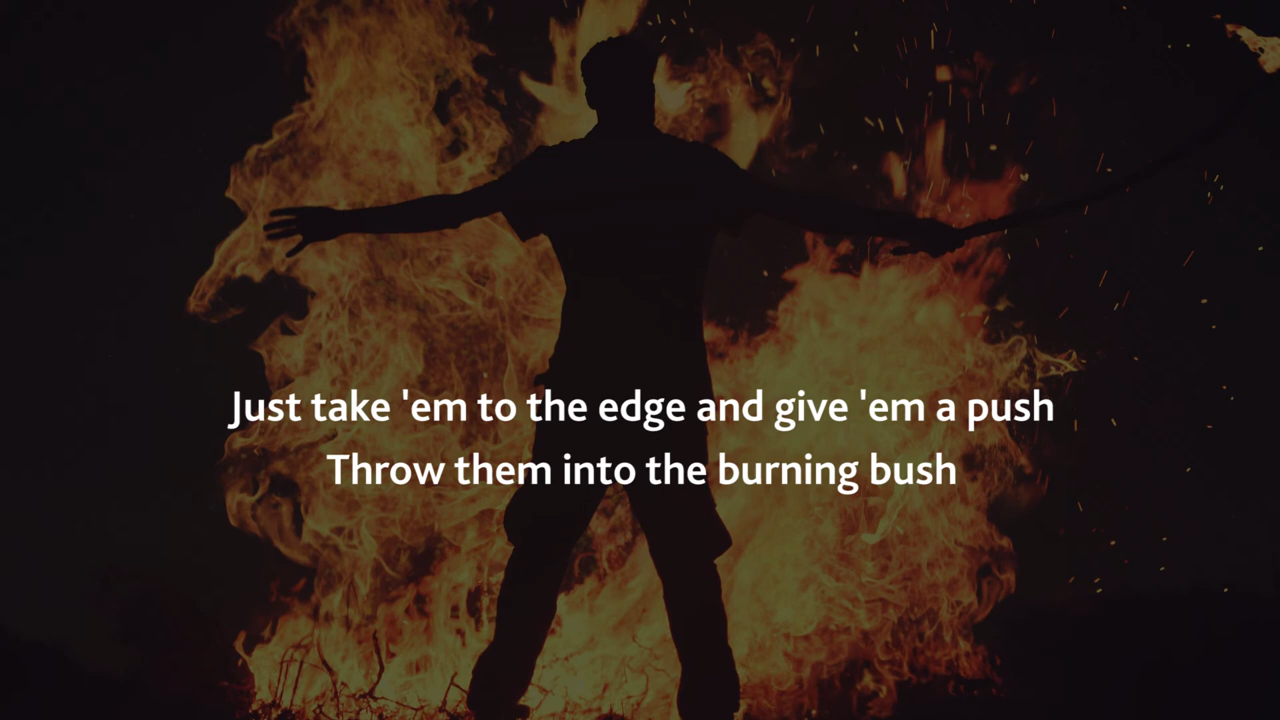 Just take 'em to the edge and give 'em a push
Throw them into the burning bush